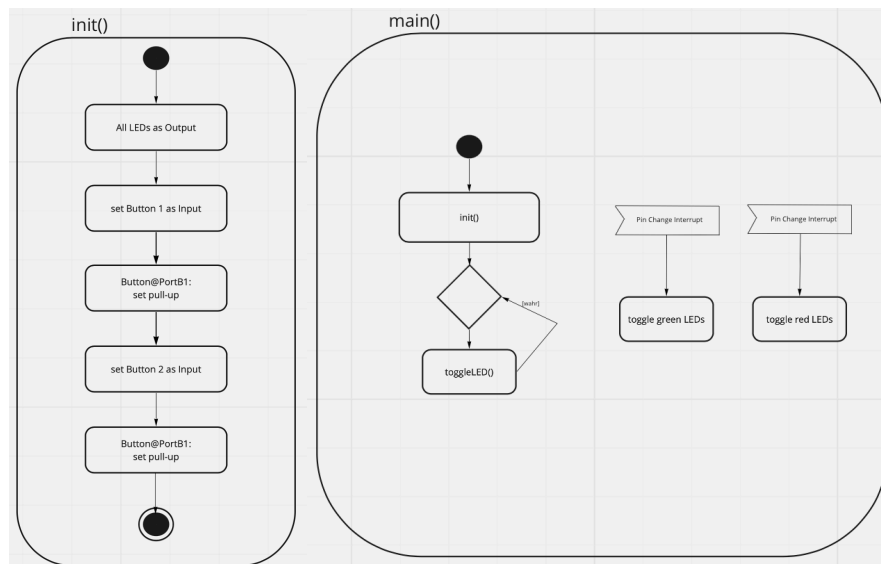 init()
All LEDs as Output
set Button 1 as Input
Button@PortB1:
set pull-up
set Button 2 as Input
Button@PortB1:
set pull-up
main()
init()
[wahr]
toggleLED()
Pin Change Interrupt
toggle green LEDs
Pin Change Interrupt
toggle red LEDs